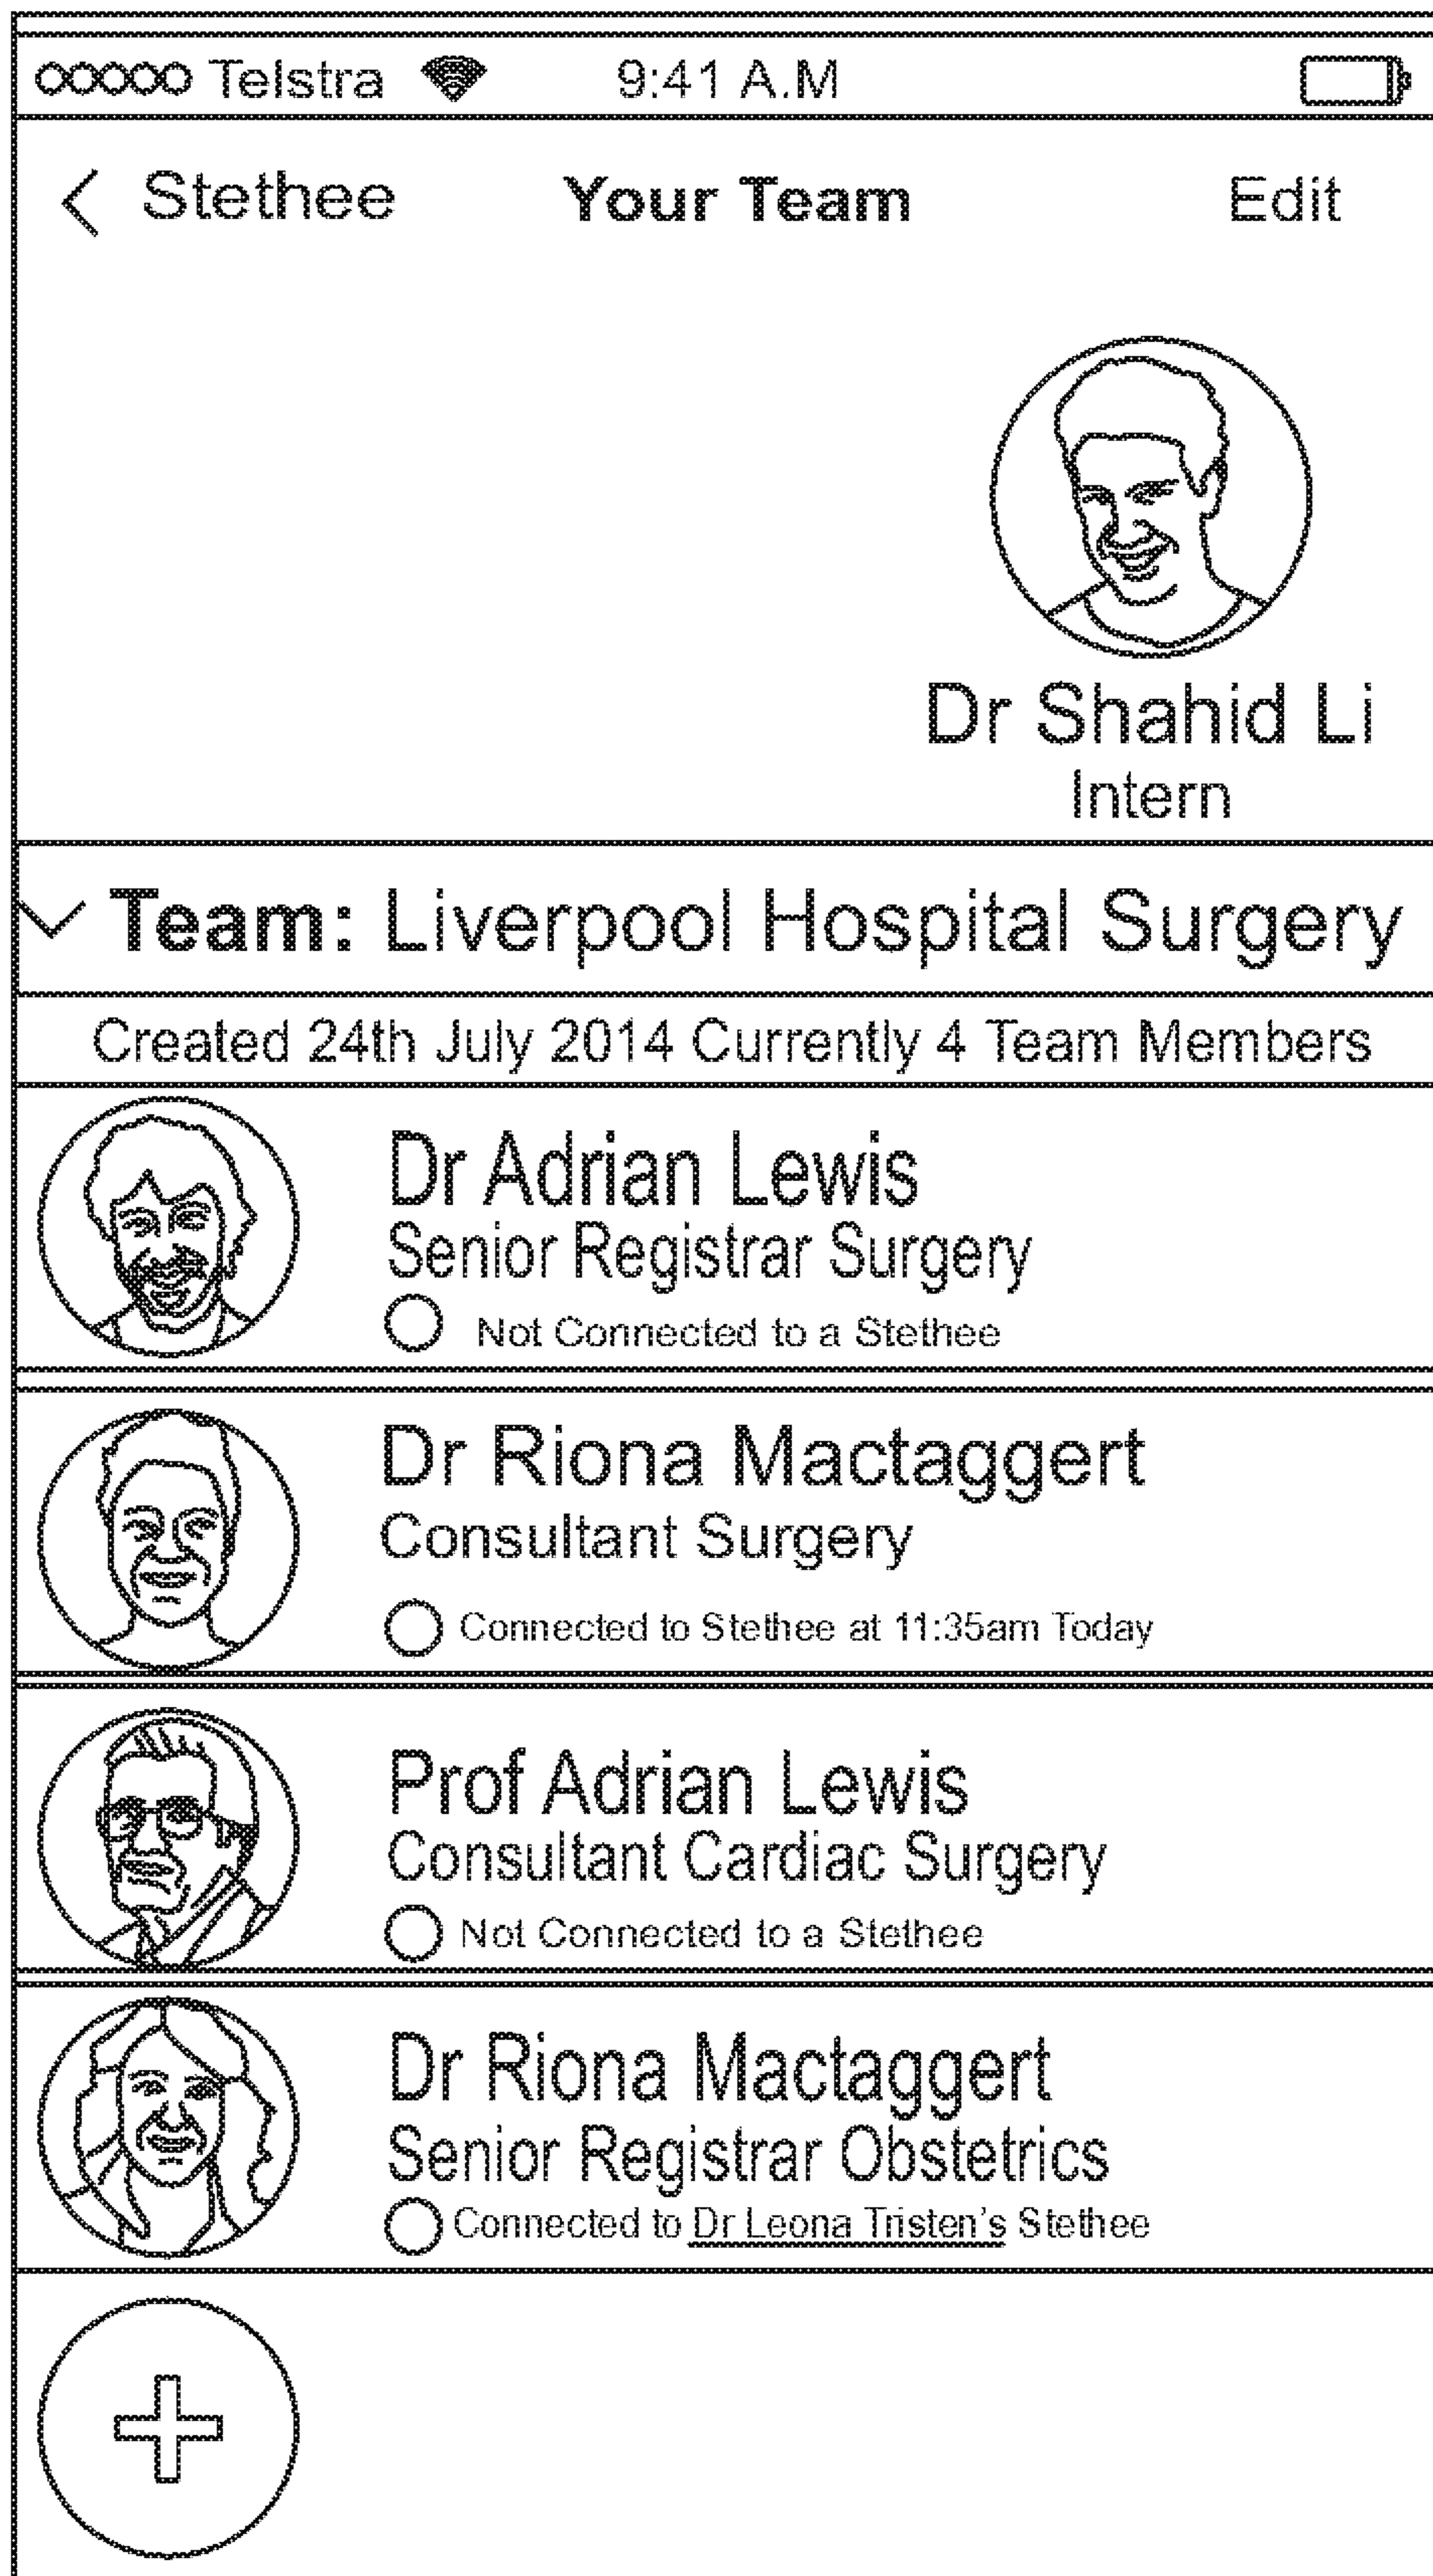 Telstra 9:41 A.M
Stethee Your Team Edit
Dr Shahid Li
Intern
Team: Liverpool Hospital Surgery
Created 24th July 2014 Currently 4 Team Members
Dr Adrian Lewis
Senior Registrar Surgery
Not Connected to a Stethee
Dr Riona Mactaggert
Consultant Surgery
Connected to Stethee at 11:35am Today
Prof Adrian Lewis
Consultant Cardiac Surgery
Not Connected to a Stethee
Dr Riona Mactaggert
Senior Registrar Obstetrics
Connected to Dr Leona Tristen's Stethee